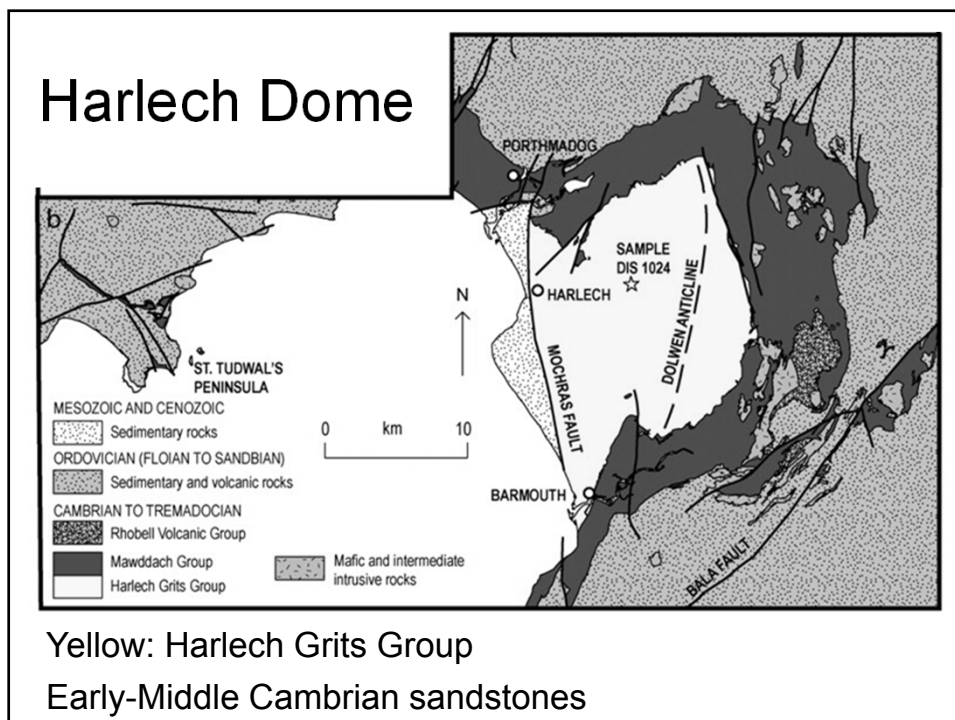 Harlech Dome
b
PORTHMADOG
SAMPLE
DIS 1024
HARLECH
N
DOLWEN ANTICLINE
MOCHRAS FAULT
ST. TUDWAL'S
PENINSULA
MESOZOIC AND CENOZOIC
Sedimentary rocks
0 km 10
ORDOVICIAN (FLOIAN TO SANDBIAN)
Sedimentary and volcanic rocks
BARMOUTH
CAMBRIAN TO TREMADOCIAN
Rhobell Volcanic Group
Mawddach Group
Harlech Grits Group
Mafic and intermediate
intrusive rocks
BALA FAULT
Yellow: Harlech Grits Group
Early-Middle Cambrian sandstones